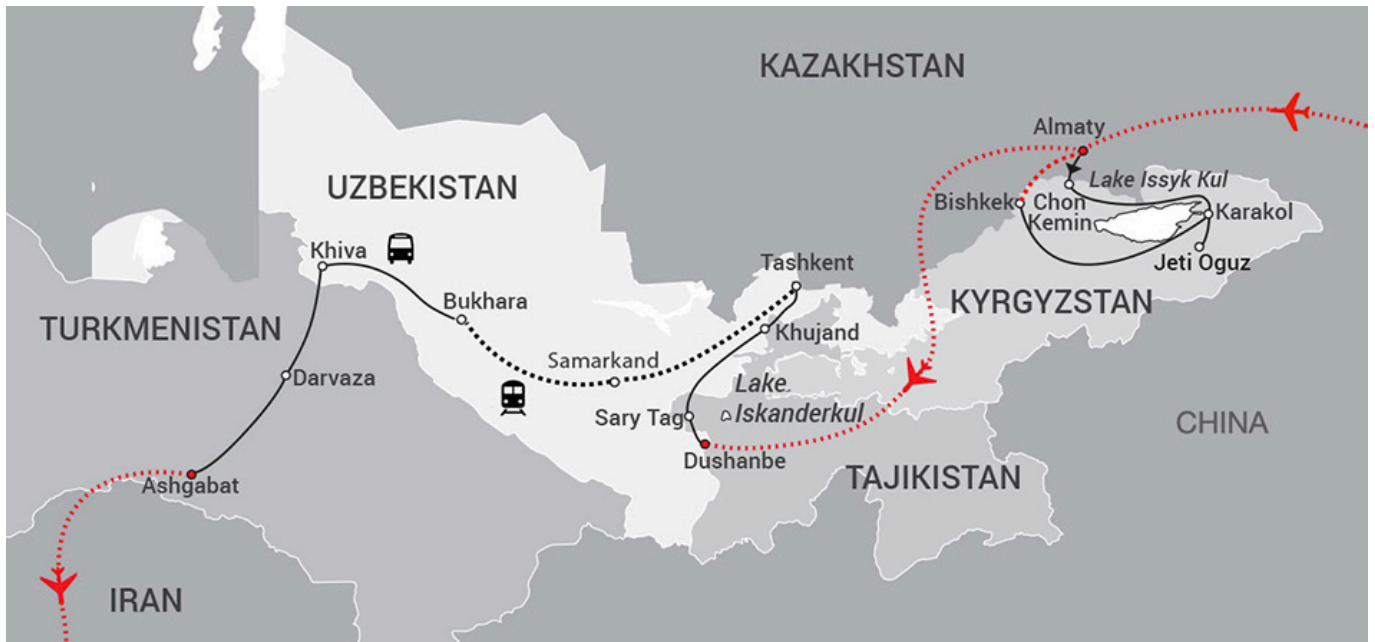 KAZAKHSTAN
Almaty
UZBEKISTAN
Lake Issyk Kul
Bishkek
Chon
Kemin
Karakol
Khiva
Tashkent
Jeti Oguz
Bukhara
KYRGYZSTAN
TURKMENISTAN
Khujand
Samarkand
Darvaza
Lake
Iskanderkul
Sary Tag
CHINA
Dushanbe
TAJIKISTAN
Ashgabat
IRAN